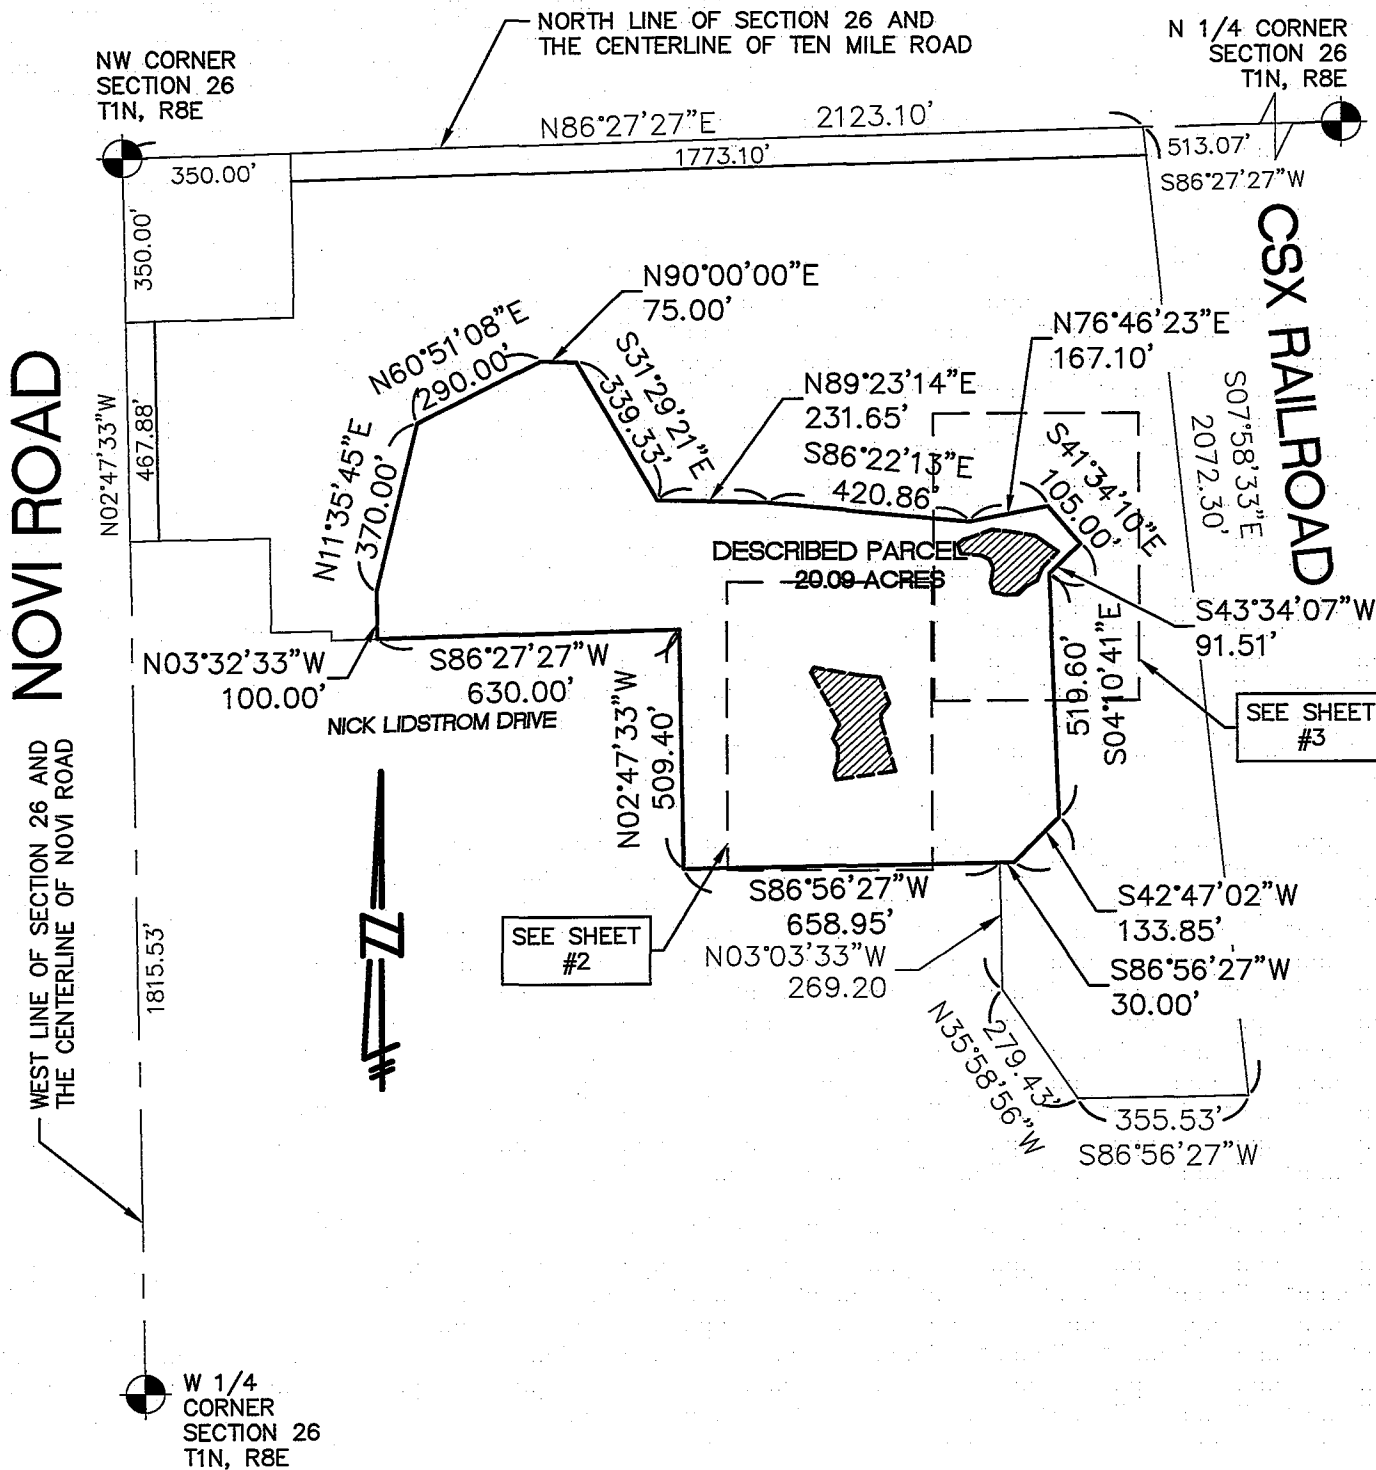 NORTH LINE OF SECTION 26 AND
THE CENTERLINE OF TEN MILE ROAD
N 1/4 CORNER
SECTION 26
T1N, R8E
NW CORNER
SECTION 26
T1N, R8E
N86°27'27"E 2123.10'
1773.10'
513.07'
S86°27'27"W
350.00'
350.00'
CSX RAILROAD
S07°58'33"E
2072.30'
N90°00'00"E
75.00'
N60°51'08"E
290.00'
S31°29'21"E
339.33'
N76°46'23"E
167.10'
N89°23'14"E
231.65'
S86°22'13"E
420.86'
S41°34'10"E
105.00'
NOVI ROAD
N02°47'33"W
467.88'
N11°35'45"E
370.00'
DESCRIBED PARCEL
20.09 ACRES
S43°34'07"W
91.51'
N03°32'33"W
100.00'
S86°27'27"W
630.00'
NICK LIDSTROM DRIVE
N02°47'33"W
509.40'
519.60'
S04°10'41"E
SEE SHEET
#3
WEST LINE OF SECTION 26 AND
THE CENTERLINE OF NOVI ROAD
1815.53'
S86°56'27"W
658.95'
SEE SHEET
#2
N03°03'33"W
269.20
S42°47'02"W
133.85'
S86°56'27"W
30.00'
279.43'
N35°58'56"W
355.53'
S86°56'27"W
W 1/4
CORNER
SECTION 26
T1N, R8E